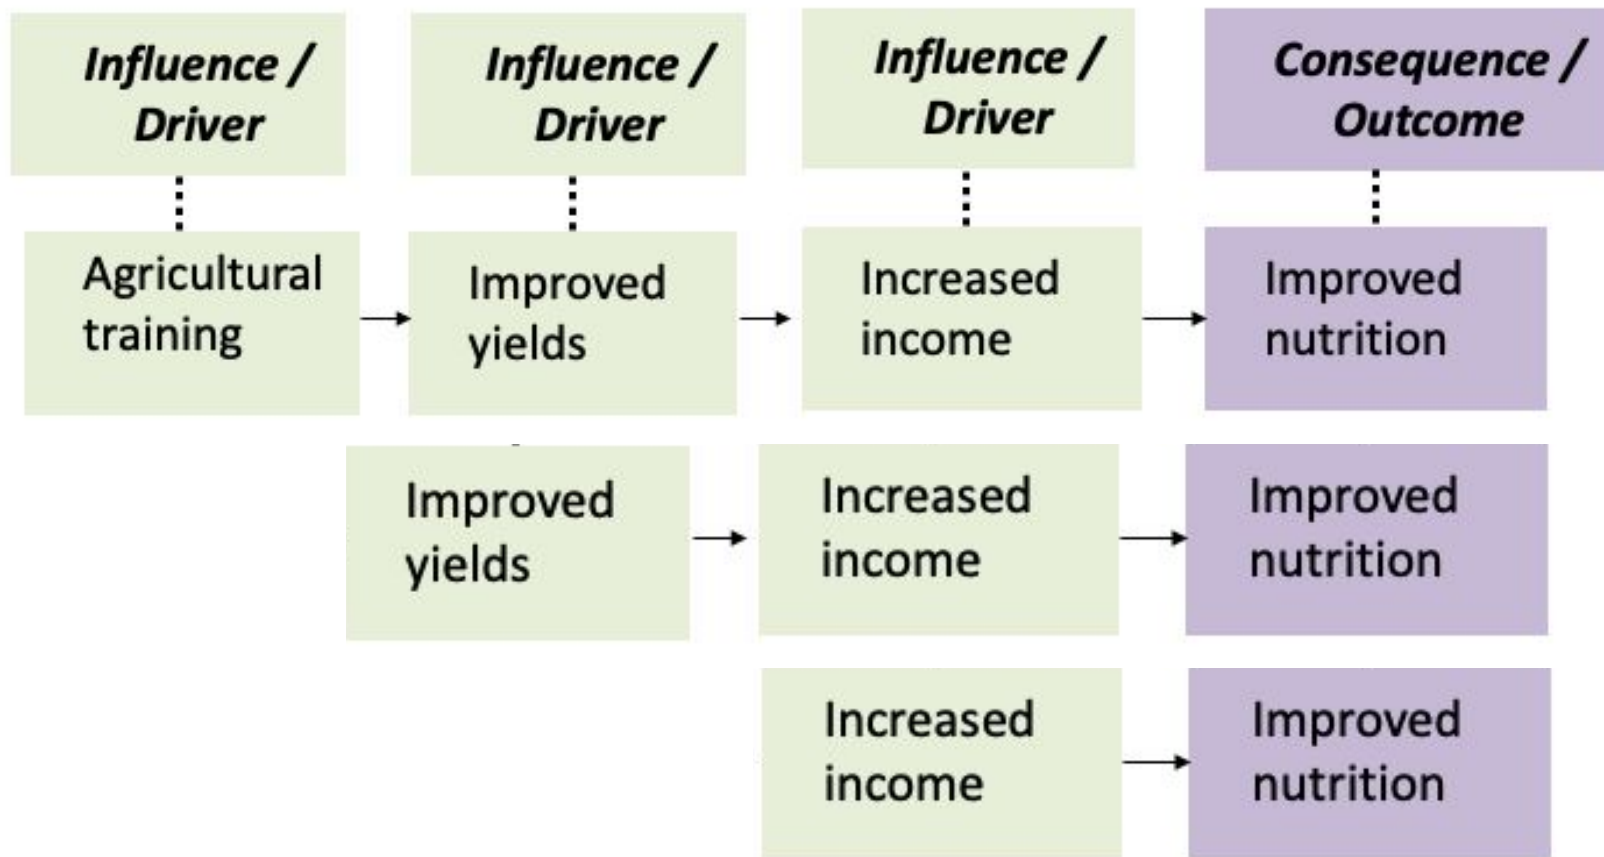 Influence /
Driver
Influence /
Driver
Influence /
Driver
Consequence /
Outcome
Agricultural
training
Improved
yields
Increased
income
Improved
nutrition
Improved
yields
Increased
income
Improved
nutrition
Increased
income
Improved
nutrition